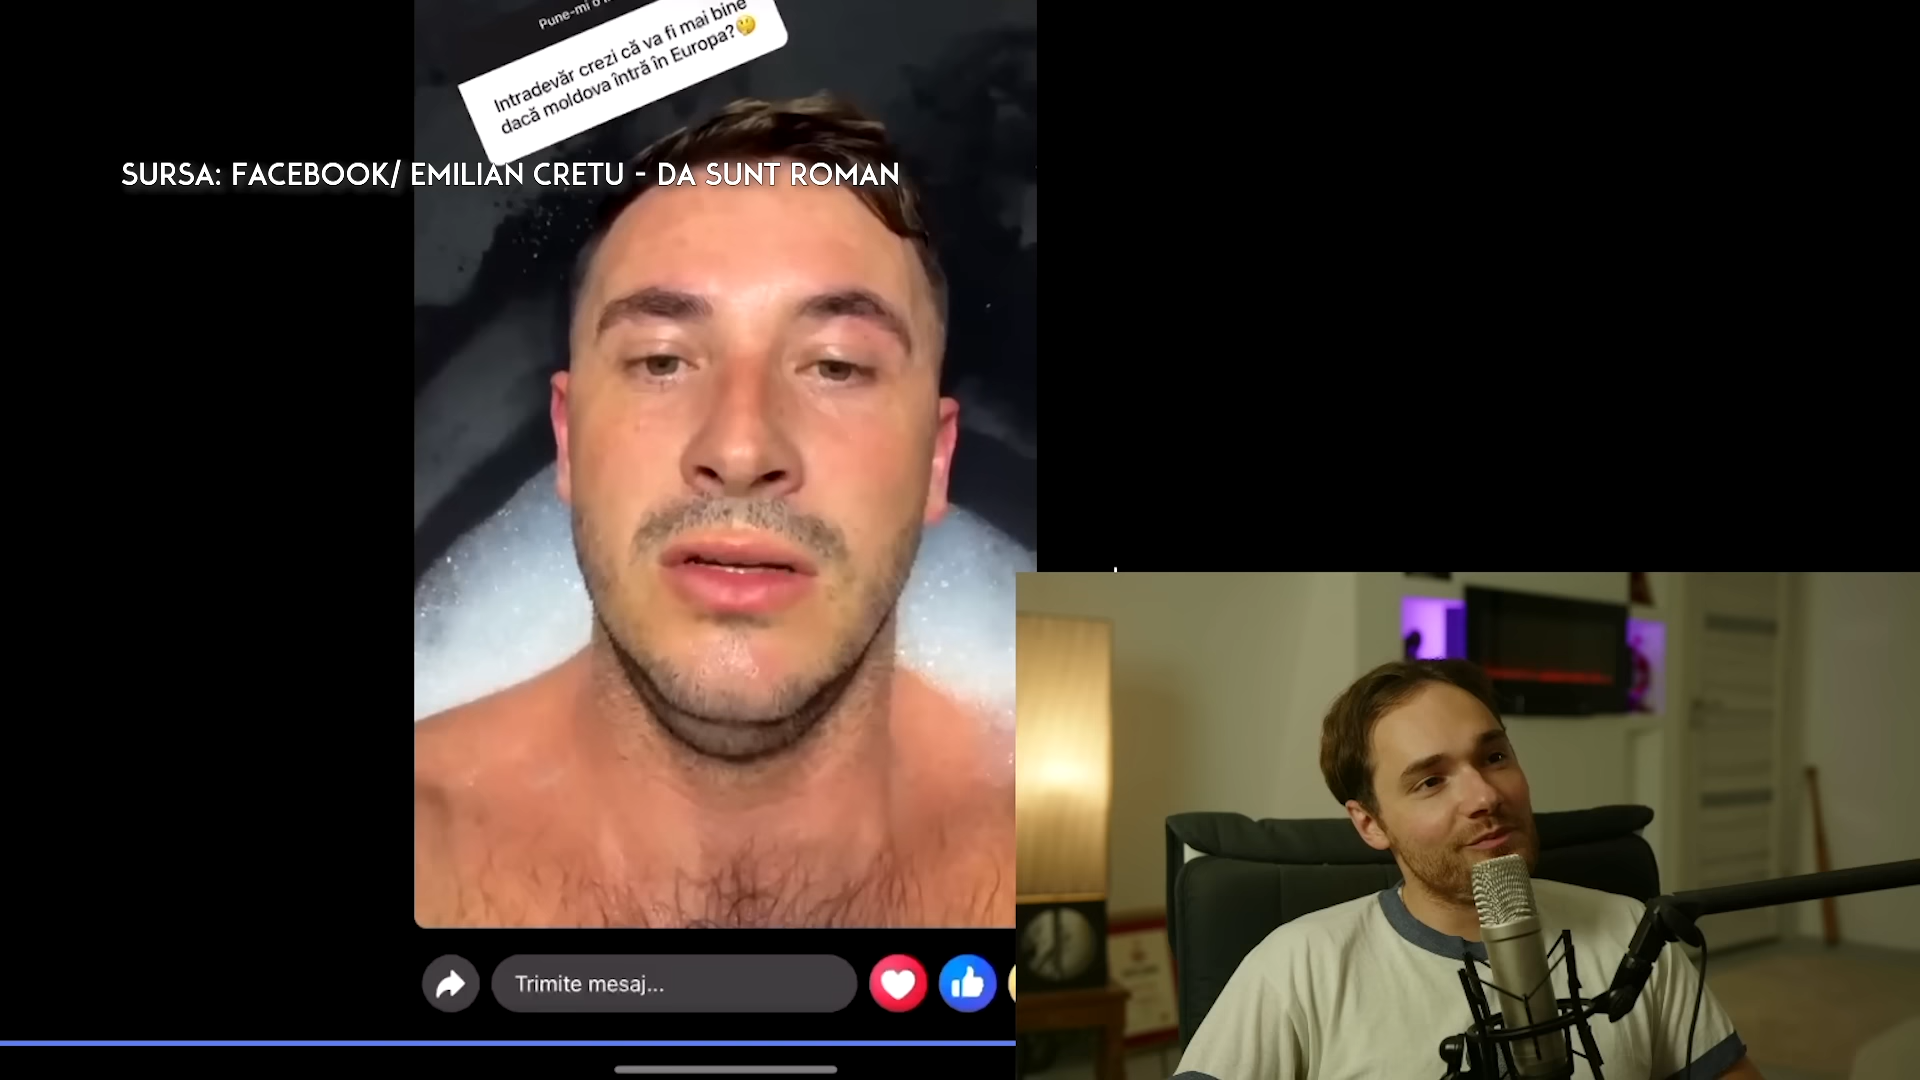 Pune-mi o
Intradevăr crezi că va fi mai bine
dacă moldova întră în Europa?🤔
SURSA: FACEBOOK/ EMILIAN CRETU - DA SUNT ROMAN
Trimite mesaj...